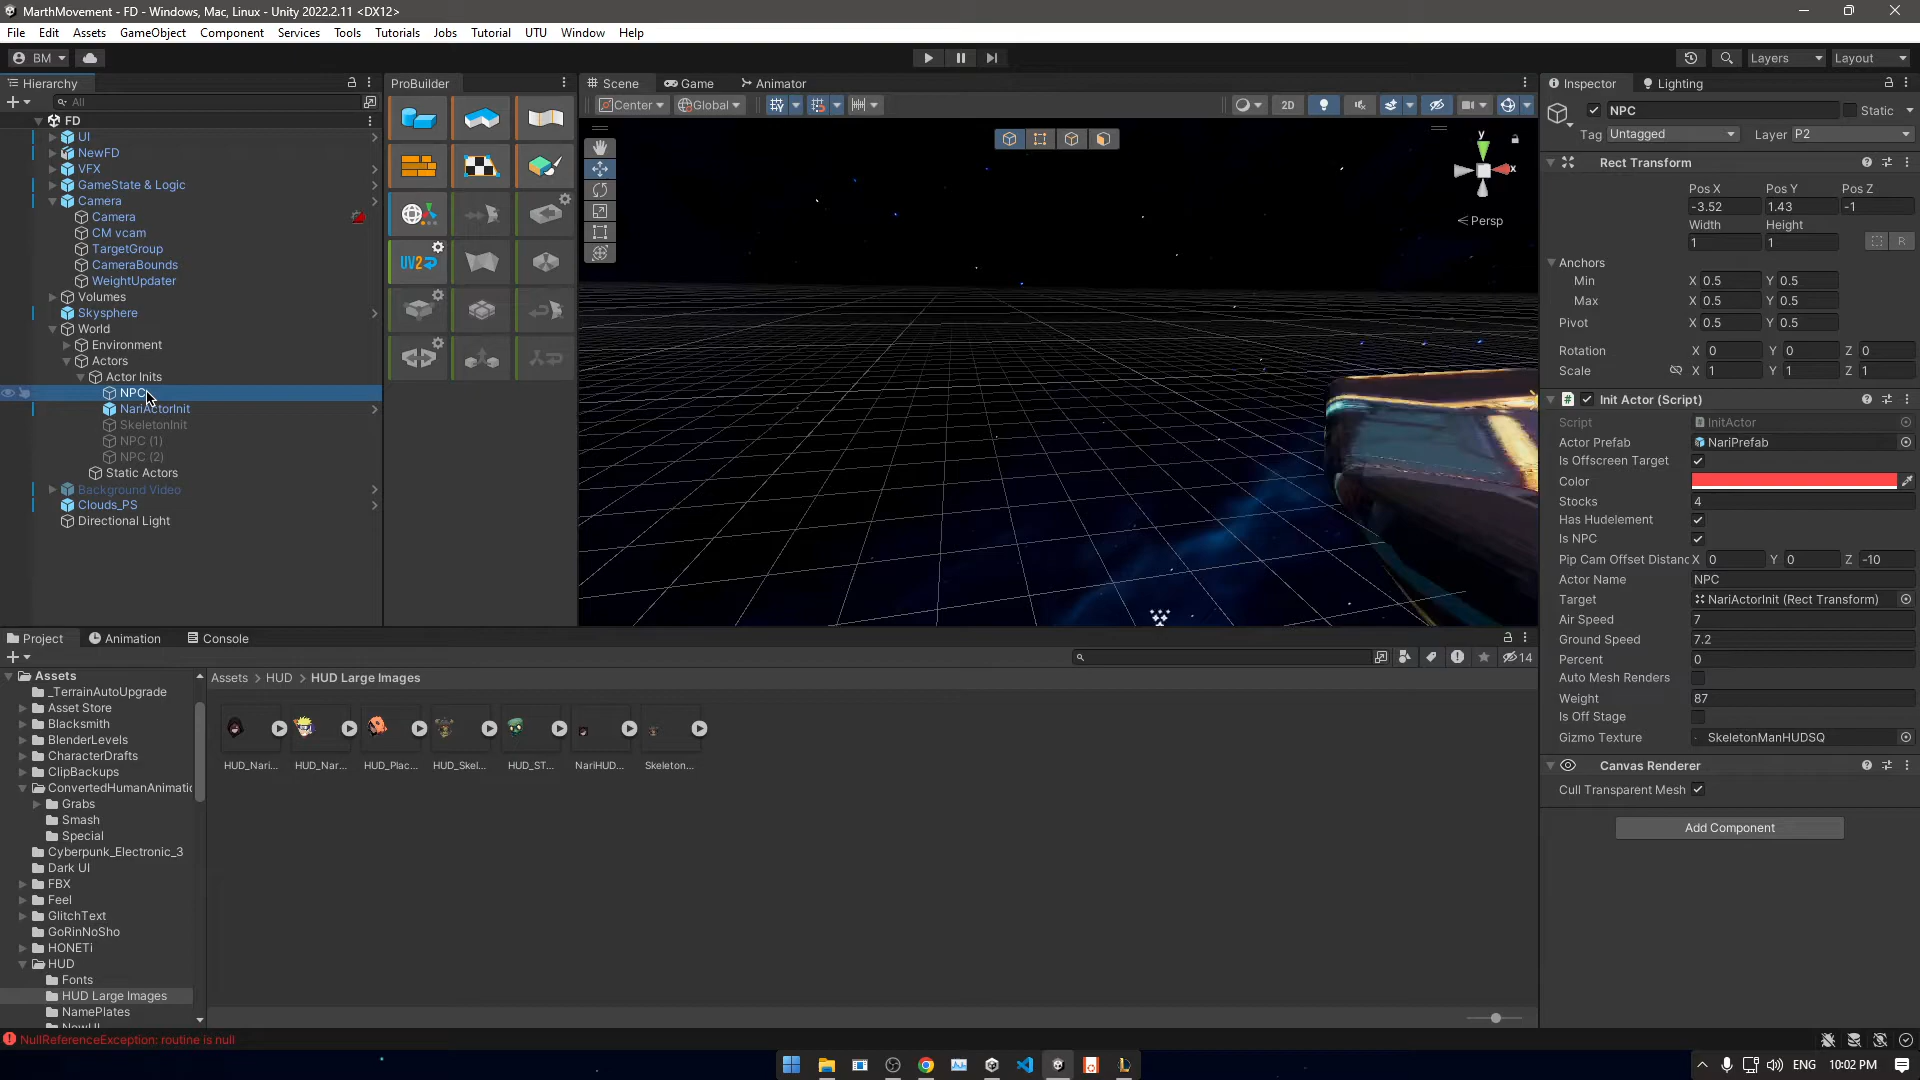 MarthMovement - FD - Windows, Mac, Linux - Unity 2022.2.11 <DX12>
File Edit Assets GameObject Component Services Tools Tutorials Jobs Tutorial UTU Window Help
BM
Layers Layout
Hierarchy
All
FD
UI
NewFD
VFX
GameState & Logic
Camera
Camera
CM vcam
TargetGroup
CameraBounds
WeightUpdater
Volumes
Skysphere
World
Environment
Actors
Actor Inits
NPC
NariActorInit
SkeletonInit
NPC (1)
NPC (2)
Static Actors
Background Video
Clouds_PS
Directional Light
ProBuilder
UV2
Scene Game Animator
Center Global 2D
y
x
Persp
Inspector Lighting
NPC Static
Tag Untagged Layer P2
Rect Transform
Pos X Pos Y Pos Z
-3.52 1.43 -1
Width Height
1 1 R
Anchors
Min X 0.5 Y 0.5
Max X 0.5 Y 0.5
Pivot X 0.5 Y 0.5
Rotation X 0 Y 0 Z 0
Scale X 1 Y 1 Z 1
# Init Actor (Script)
Script InitActor
Actor Prefab NariPrefab
Is Offscreen Target
Color
Stocks 4
Has Hudelement
Is NPC
Pip Cam Offset Distanc X 0 Y 0 Z -10
Actor Name NPC
Target NariActorInit (Rect Transform)
Air Speed 7
Ground Speed 7.2
Percent 0
Auto Mesh Renders
Weight 87
Is Off Stage
Gizmo Texture SkeletonManHUDSQ
Canvas Renderer
Cull Transparent Mesh
Add Component
Project Animation Console
14
Assets
_TerrainAutoUpgrade
Asset Store
Blacksmith
BlenderLevels
CharacterDrafts
ClipBackups
ConvertedHumanAnimatic
Grabs
Smash
Special
Cyberpunk_Electronic_3
Dark UI
FBX
Feel
GlitchText
GoRinNoSho
HONETi
HUD
Fonts
HUD Large Images
NamePlates
NewUI
Assets > HUD > HUD Large Images
HUD_Nari... HUD_Nar... HUD_Plac... HUD_Skel... HUD_ST... NariHUD... Skeleton...
NullReferenceException: routine is null
ENG 10:02 PM